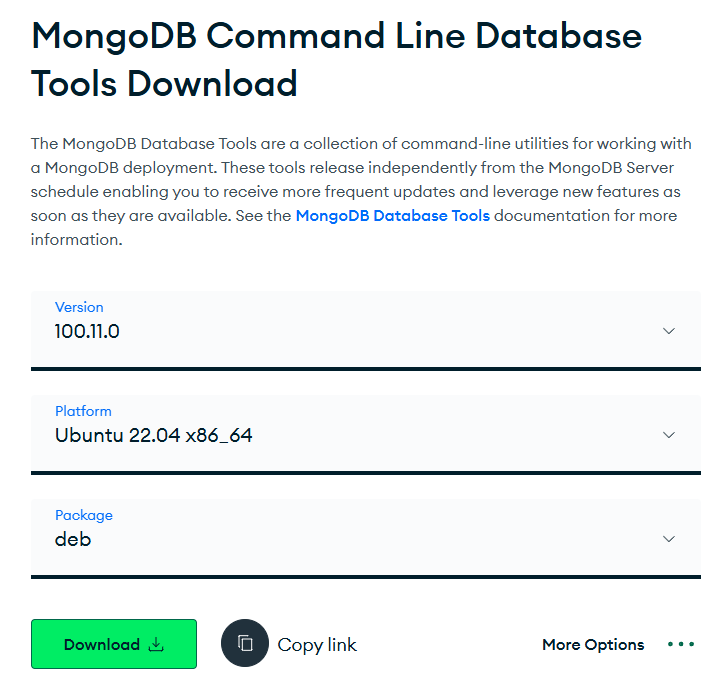 MongoDB Command Line Database
Tools Download
The MongoDB Database Tools are a collection of command-line utilities for working with
a MongoDB deployment. These tools release independently from the MongoDB Server
schedule enabling you to receive more frequent updates and leverage new features as
soon as they are available. See the MongoDB Database Tools documentation for more
information.
Version
100.11.0
Platform
Ubuntu 22.04 x86_64
Package
deb
Download
Copy link
More Options